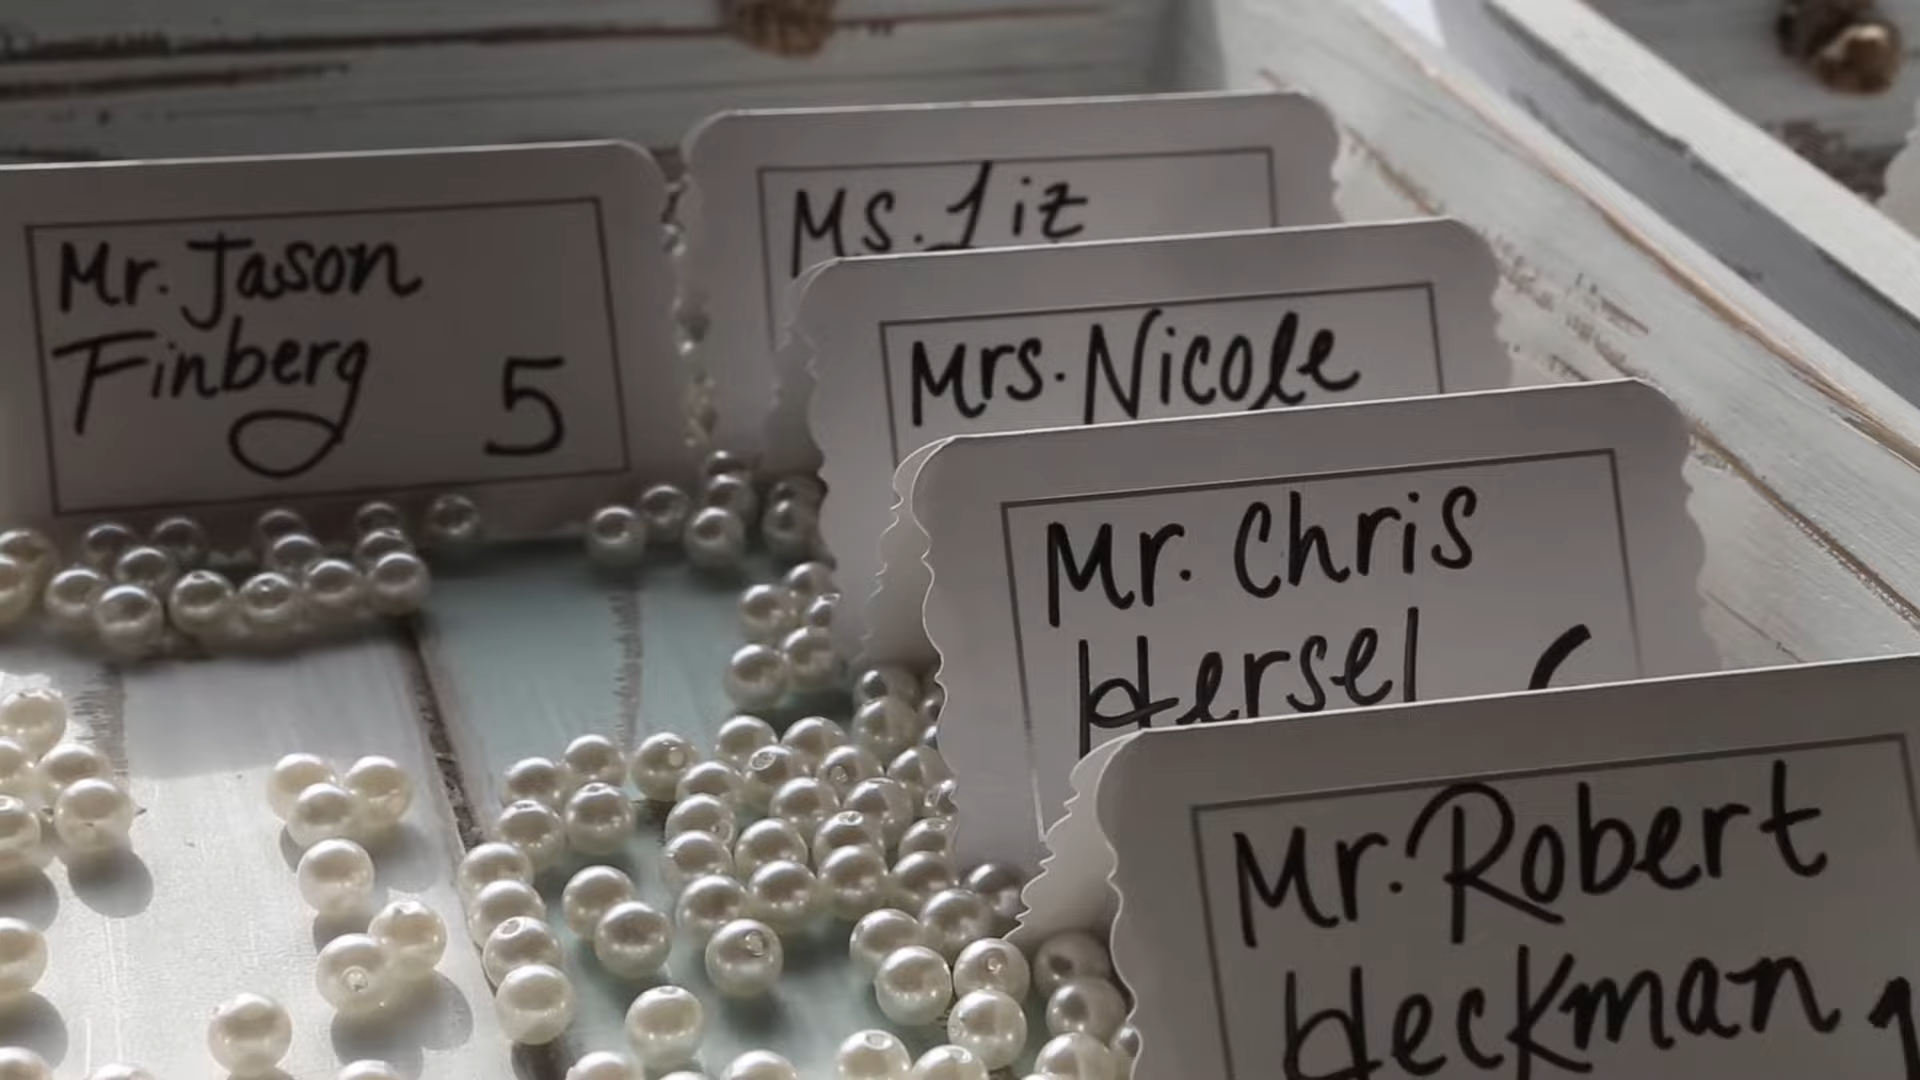 Mr. Jason
Finberg
5
Ms. Liz
Mrs. Nicole
Mr. Chris
Hersel
Mr. Robert
Heckman